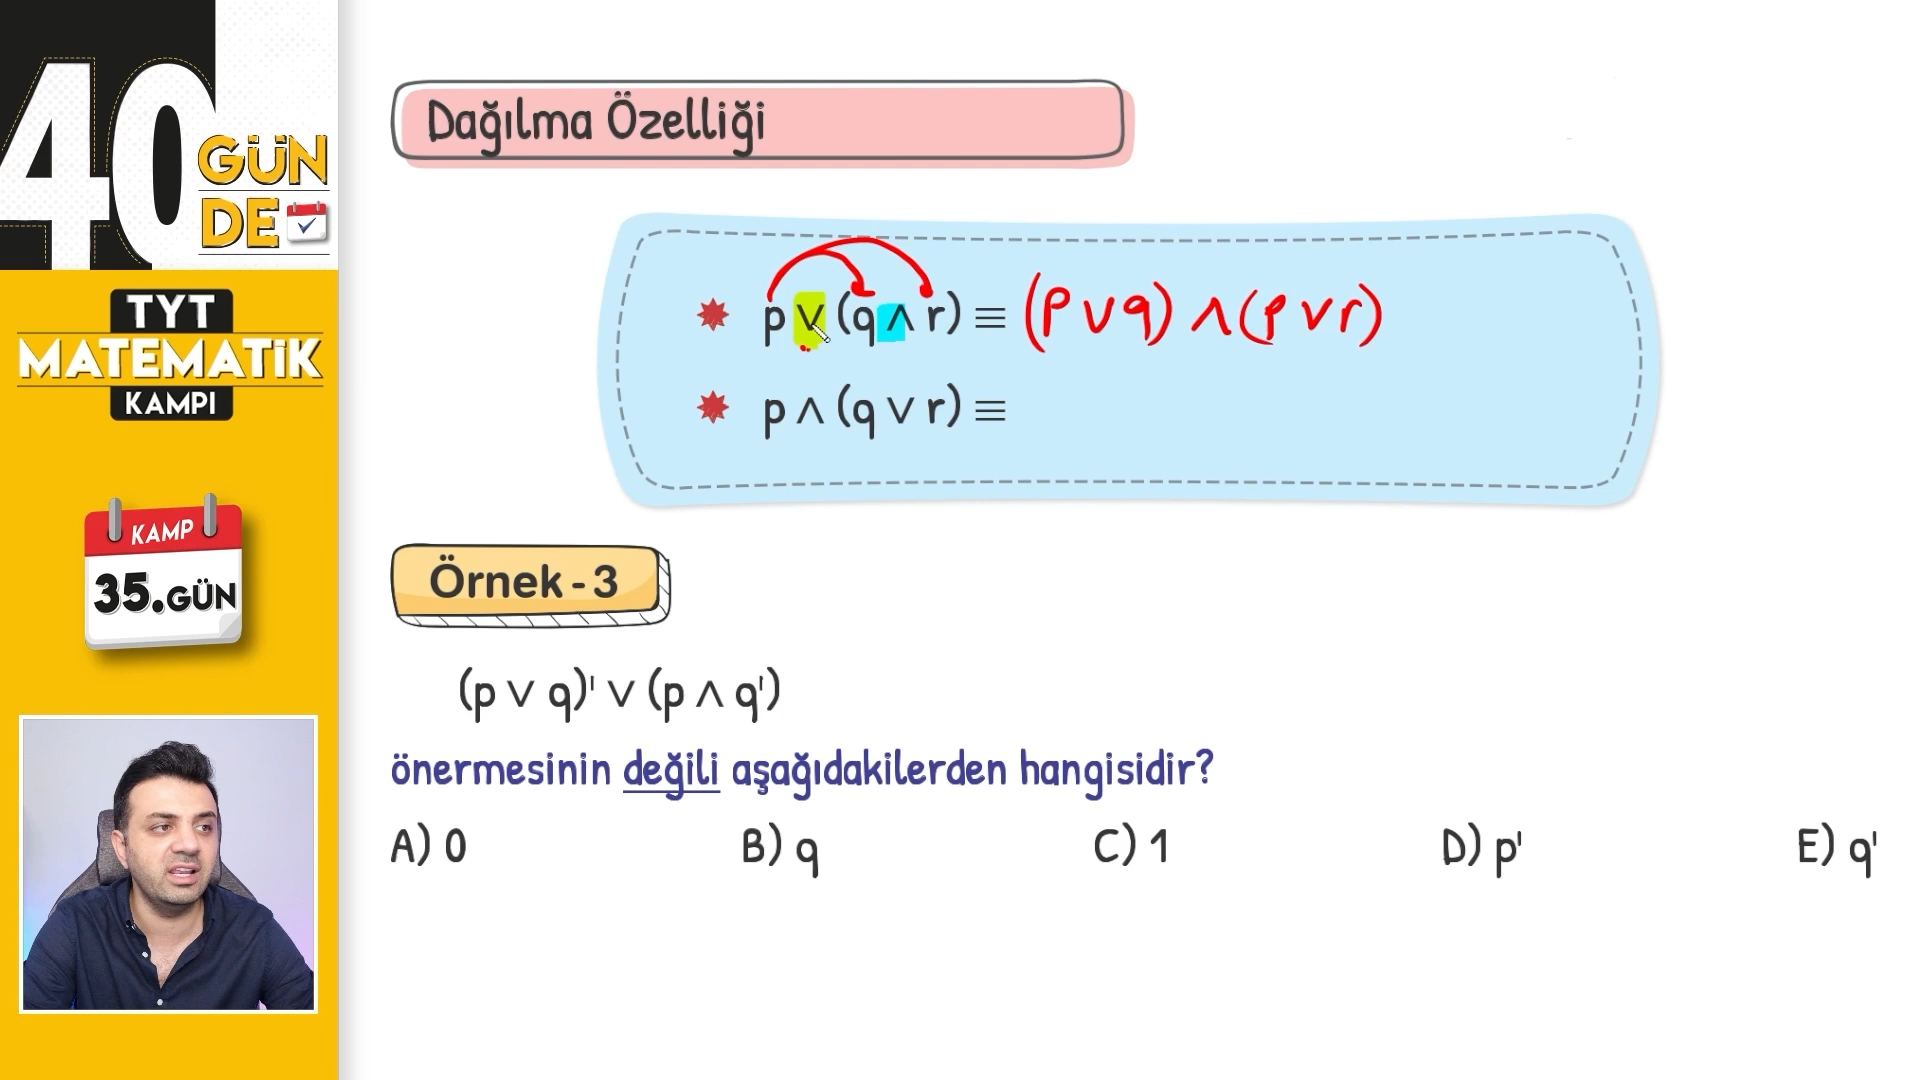 40
GÜN
DE
TYT
MATEMATİK
KAMPI
KAMP
35.GÜN
Dağılma Özelliği
p ∨ (q ∧ r) ≡ (p ∨ q) ∧ (p ∨ r)
p ∧ (q ∨ r) ≡
Örnek - 3
(p ∨ q)' ∨ (p ∧ q')
önermesinin değili aşağıdakilerden hangisidir?
A) 0 B) q C) 1 D) p' E) q'